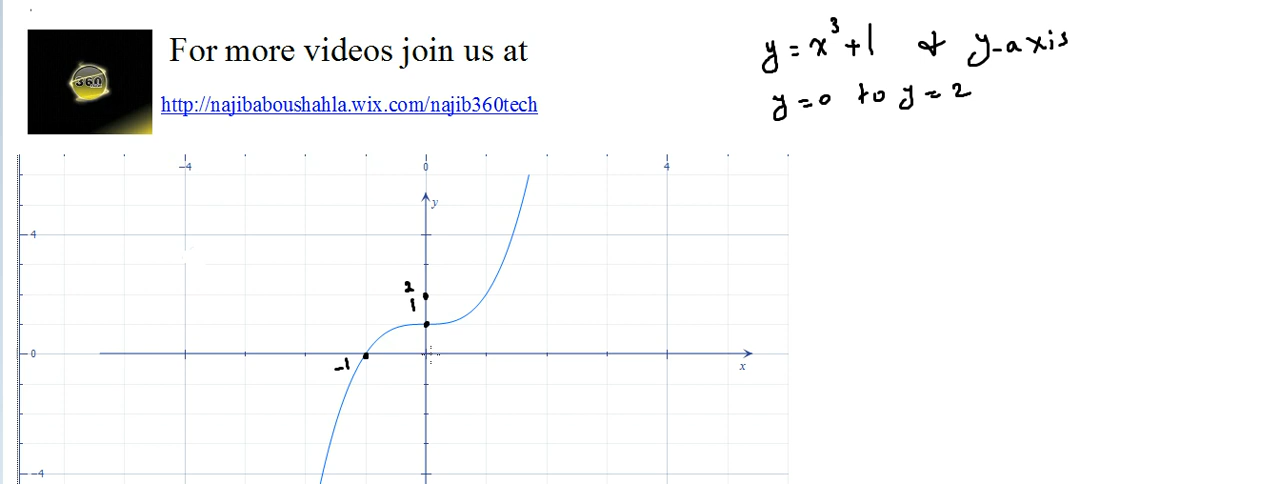 360
For more videos join us at
http://najibaboushahla.wix.com/najib360tech
y = x³ + 1 & y-axis
y = 0 to y = 2
-4 0 4
y
4
2
1
0
-1
x
-4